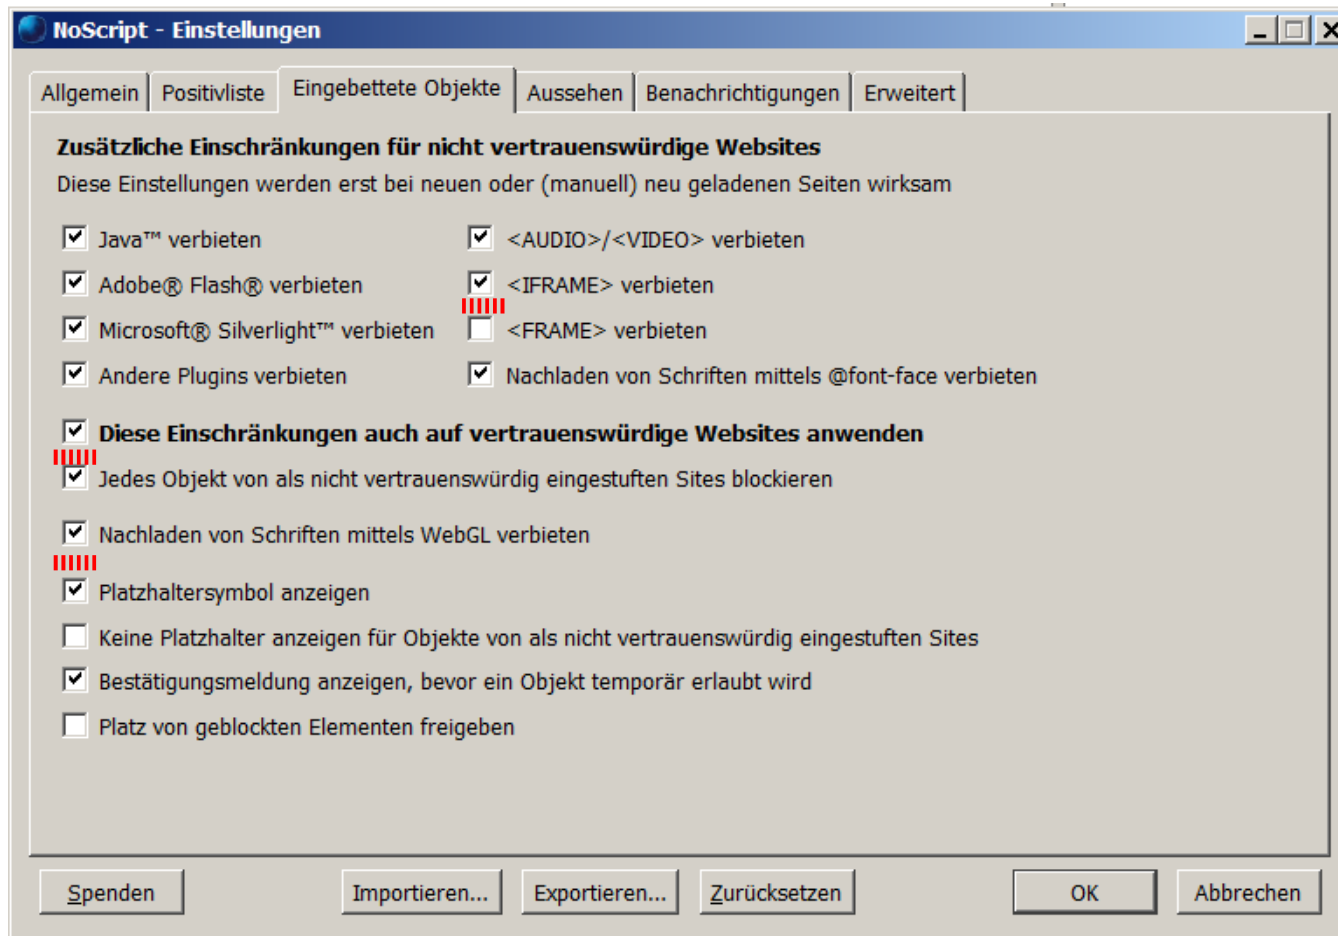 NoScript - Einstellungen
Allgemein Positivliste Eingebettete Objekte Aussehen Benachrichtigungen Erweitert
Zusätzliche Einschränkungen für nicht vertrauenswürdige Websites
Diese Einstellungen werden erst bei neuen oder (manuell) neu geladenen Seiten wirksam
Java™ verbieten <AUDIO>/<VIDEO> verbieten
Adobe® Flash® verbieten <IFRAME> verbieten
Microsoft® Silverlight™ verbieten <FRAME> verbieten
Andere Plugins verbieten Nachladen von Schriften mittels @font-face verbieten
Diese Einschränkungen auch auf vertrauenswürdige Websites anwenden
Jedes Objekt von als nicht vertrauenswürdig eingestuften Sites blockieren
Nachladen von Schriften mittels WebGL verbieten
Platzhaltersymbol anzeigen
Keine Platzhalter anzeigen für Objekte von als nicht vertrauenswürdig eingestuften Sites
Bestätigungsmeldung anzeigen, bevor ein Objekt temporär erlaubt wird
Platz von geblockten Elementen freigeben
Spenden Importieren... Exportieren... Zurücksetzen OK Abbrechen